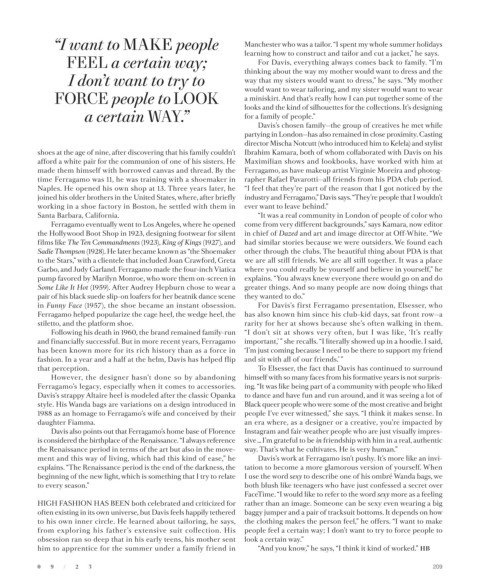 “I want to MAKE people
FEEL a certain way;
I don’t want to try to
FORCE people to LOOK
a certain WAY.”
shoes at the age of nine, after discovering that his family couldn’t
afford a white pair for the communion of one of his sisters. He
made them himself with borrowed canvas and thread. By the
time Ferragamo was 11, he was training with a shoemaker in
Naples. He opened his own shop at 13. Three years later, he
joined his older brothers in the United States, where, after briefly
working in a shoe factory in Boston, he settled with them in
Santa Barbara, California.
Ferragamo eventually went to Los Angeles, where he opened
the Hollywood Boot Shop in 1923, designing footwear for silent
films like The Ten Commandments (1923), King of Kings (1927), and
Sadie Thompson (1928). He later became known as “the Shoemaker
to the Stars,” with a clientele that included Joan Crawford, Greta
Garbo, and Judy Garland. Ferragamo made the four-inch Viatica
pump favored by Marilyn Monroe, who wore them on-screen in
Some Like It Hot (1959). After Audrey Hepburn chose to wear a
pair of his black suede slip-on loafers for her beatnik dance scene
in Funny Face (1957), the shoe became an instant obsession.
Ferragamo helped popularize the cage heel, the wedge heel, the
stiletto, and the platform shoe.
Following his death in 1960, the brand remained family-run
and financially successful. But in more recent years, Ferragamo
has been known more for its rich history than as a force in
fashion. In a year and a half at the helm, Davis has helped flip
that perception.
However, the designer hasn’t done so by abandoning
Ferragamo’s legacy, especially when it comes to accessories.
Davis’s strappy Altaire heel is modeled after the classic Opanka
style. His Wanda bags are variations on a design introduced in
1988 as an homage to Ferragamo’s wife and conceived by their
daughter Fiamma.
Davis also points out that Ferragamo’s home base of Florence
is considered the birthplace of the Renaissance. “I always reference
the Renaissance period in terms of the art but also in the move-
ment and this way of living, which had this kind of ease,” he
explains. “The Renaissance period is the end of the darkness, the
beginning of the new light, which is something that I try to relate
to every season.”
HIGH FASHION HAS BEEN both celebrated and criticized for
often existing in its own universe, but Davis feels happily tethered
to his own inner circle. He learned about tailoring, he says,
from exploring his father’s extensive suit collection. His
obsession ran so deep that in his early teens, his mother sent
him to apprentice for the summer under a family friend in
Manchester who was a tailor. “I spent my whole summer holidays
learning how to construct and tailor and cut a jacket,” he says.
For Davis, everything always comes back to family. “I’m
thinking about the way my mother would want to dress and the
way that my sisters would want to dress,” he says. “My mother
would want to wear tailoring, and my sister would want to wear
a miniskirt. And that’s really how I can put together some of the
looks and the kind of silhouettes for the collections. It’s designing
for a family of people.”
Davis’s chosen family—the group of creatives he met while
partying in London—has also remained in close proximity. Casting
director Mischa Notcutt (who introduced him to Kelela) and stylist
Ibrahim Kamara, both of whom collaborated with Davis on his
Maximilian shows and lookbooks, have worked with him at
Ferragamo, as have makeup artist Virginie Moreira and photog-
rapher Rafael Pavarotti—all friends from his PDA club period.
“I feel that they’re part of the reason that I got noticed by the
industry and Ferragamo,” Davis says. “They’re people that I wouldn’t
ever want to leave behind.”
“It was a real community in London of people of color who
come from very different backgrounds,” says Kamara, now editor
in chief of Dazed and art and image director at Off-White. “We
had similar stories because we were outsiders. We found each
other through the clubs. The beautiful thing about PDA is that
we are all still friends. We are all still together. It was a place
where you could really be yourself and believe in yourself,” he
explains. “You always knew everyone there would go on and do
greater things. And so many people are now doing things that
they wanted to do.”
For Davis’s first Ferragamo presentation, Elsesser, who
has also known him since his club-kid days, sat front row—a
rarity for her at shows because she’s often walking in them.
“I don’t sit at shows very often, but I was like, ‘It’s really
important,’ ” she recalls. “I literally showed up in a hoodie. I said,
‘I’m just coming because I need to be there to support my friend
and sit with all of our friends.’ ”
To Elsesser, the fact that Davis has continued to surround
himself with so many faces from his formative years is not surpris-
ing. “It was like being part of a community with people who liked
to dance and have fun and run around, and it was seeing a lot of
Black queer people who were some of the most creative and bright
people I’ve ever witnessed,” she says. “I think it makes sense. In
an era where, as a designer or a creative, you’re impacted by
Instagram and fair-weather people who are just visually impres-
sive ... I’m grateful to be in friendship with him in a real, authentic
way. That’s what he cultivates. He is very human.”
Davis’s work at Ferragamo isn’t pushy. It’s more like an invi-
tation to become a more glamorous version of yourself. When
I use the word sexy to describe one of his ombré Wanda bags, we
both blush like teenagers who have just confessed a secret over
FaceTime. “I would like to refer to the word sexy more as a feeling
rather than an image. Someone can be sexy even wearing a big
baggy jumper and a pair of tracksuit bottoms. It depends on how
the clothing makes the person feel,” he offers. “I want to make
people feel a certain way; I don’t want to try to force people to
look a certain way.”
“And you know,” he says, “I think it kind of worked.” HB
09 | 23
209